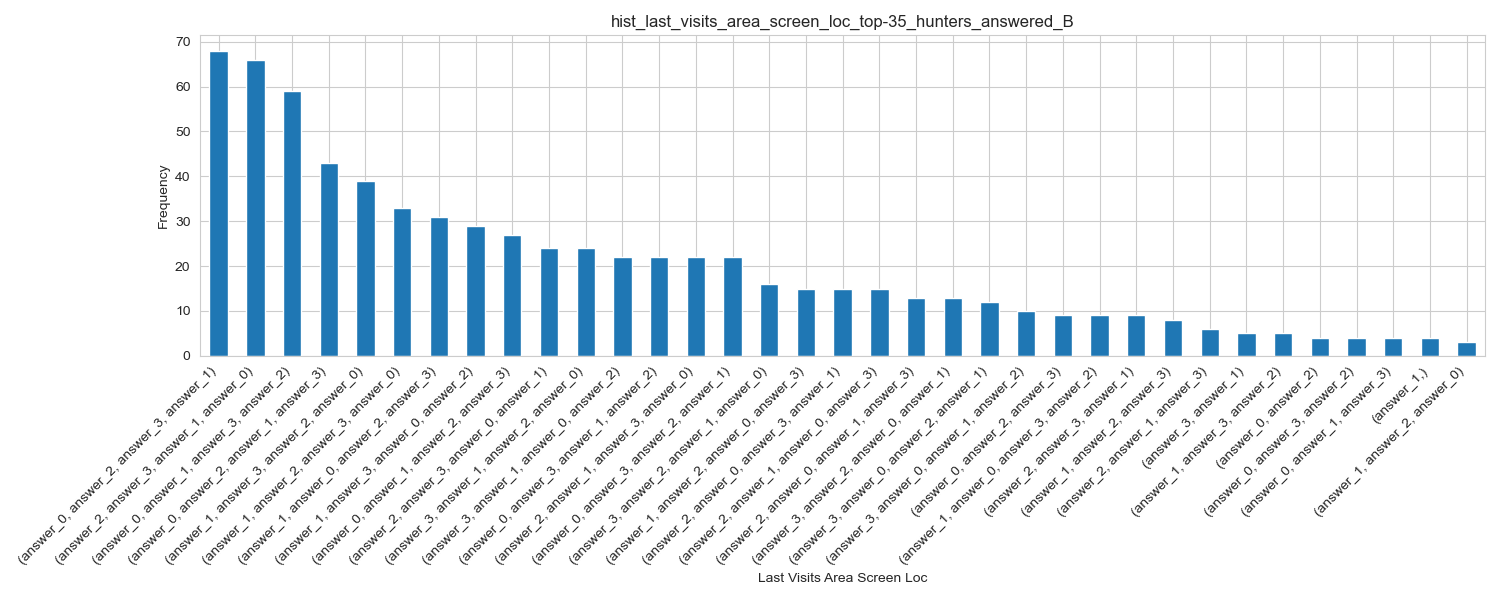 hist_last_visits_area_screen_loc_top-35_hunters_answered_B
Frequency
70
60
50
40
30
20
10
0
(answer_0, answer_2, answer_3, answer_1)
(answer_2, answer_3, answer_1, answer_0)
(answer_0, answer_1, answer_3, answer_2)
(answer_0, answer_2, answer_1, answer_3)
(answer_1, answer_3, answer_2, answer_0)
(answer_1, answer_2, answer_3, answer_0)
(answer_1, answer_0, answer_2, answer_3)
(answer_1, answer_3, answer_0, answer_2)
(answer_0, answer_1, answer_2, answer_3)
(answer_2, answer_3, answer_0, answer_1)
(answer_3, answer_1, answer_2, answer_0)
(answer_3, answer_1, answer_0, answer_2)
(answer_0, answer_3, answer_1, answer_2)
(answer_2, answer_1, answer_3, answer_0)
(answer_0, answer_3, answer_2, answer_1)
(answer_3, answer_2, answer_1, answer_0)
(answer_1, answer_2, answer_0, answer_3)
(answer_2, answer_0, answer_3, answer_1)
(answer_2, answer_1, answer_0, answer_3)
(answer_2, answer_0, answer_1, answer_3)
(answer_3, answer_2, answer_0, answer_1)
(answer_3, answer_0, answer_2, answer_1)
(answer_3, answer_0, answer_1, answer_2)
(answer_0, answer_2, answer_3)
(answer_1, answer_0, answer_3, answer_2)
(answer_2, answer_3, answer_1)
(answer_1, answer_2, answer_3)
(answer_2, answer_1, answer_3)
(answer_3, answer_1)
(answer_1, answer_3, answer_2)
(answer_0, answer_2)
(answer_0, answer_3, answer_2)
(answer_0, answer_1, answer_3)
(answer_1,)
(answer_1, answer_2, answer_0)
Last Visits Area Screen Loc